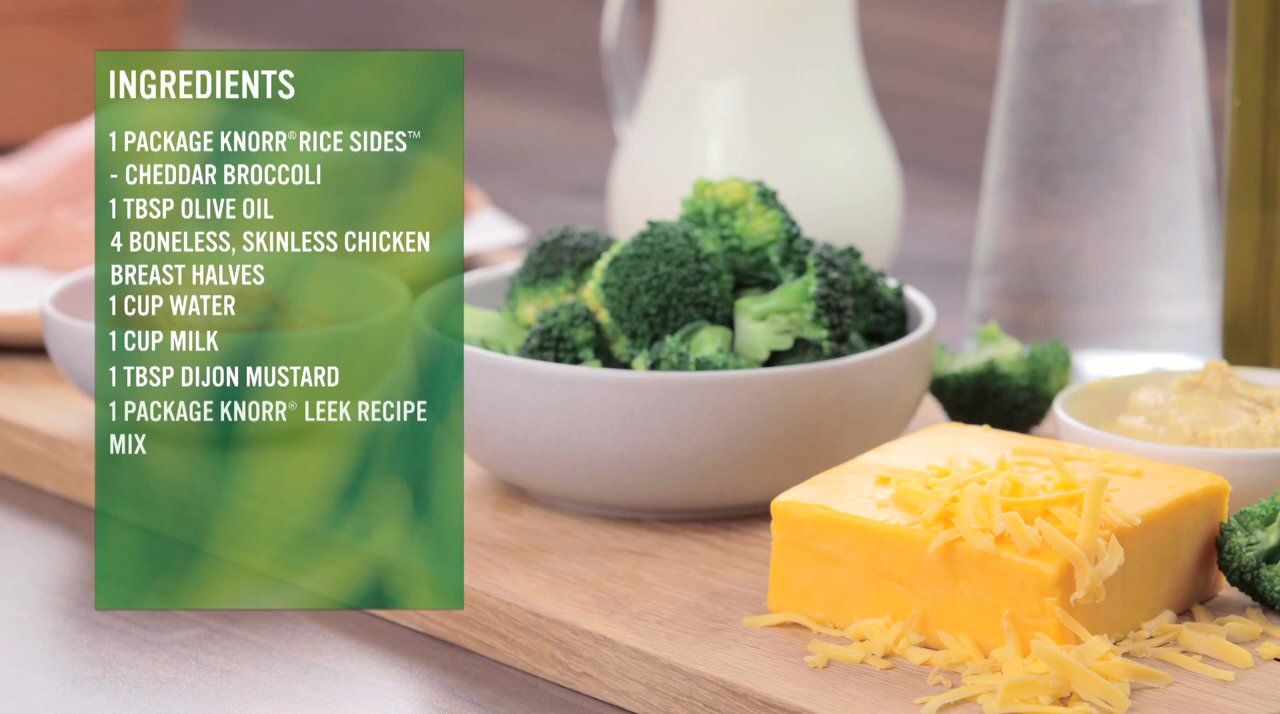 INGREDIENTS
1 PACKAGE KNORR® RICE SIDES™
- CHEDDAR BROCCOLI
1 TBSP OLIVE OIL
4 BONELESS, SKINLESS CHICKEN
BREAST HALVES
1 CUP WATER
1 CUP MILK
1 TBSP DIJON MUSTARD
1 PACKAGE KNORR® LEEK RECIPE
MIX